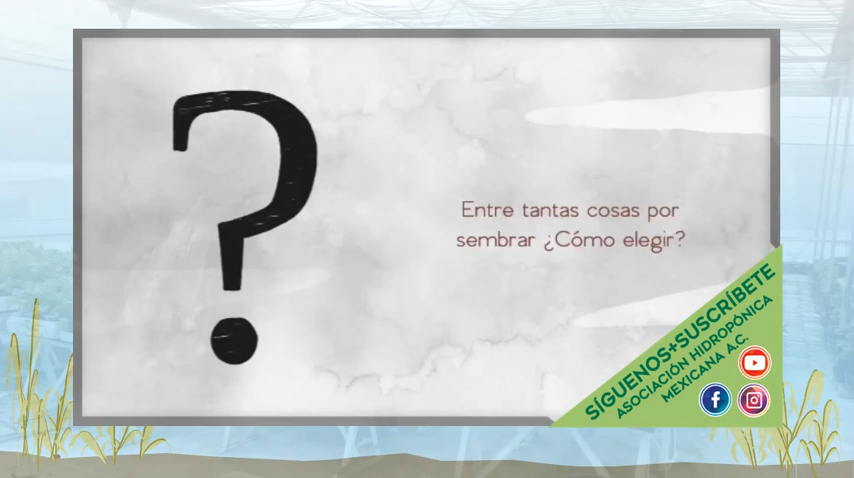 ?
Entre tantas cosas por
sembrar ¿Cómo elegir?
SÍGUENOS+SUSCRÍBETE
ASOCIACIÓN HIDROPÓNICA
MEXICANA A.C.